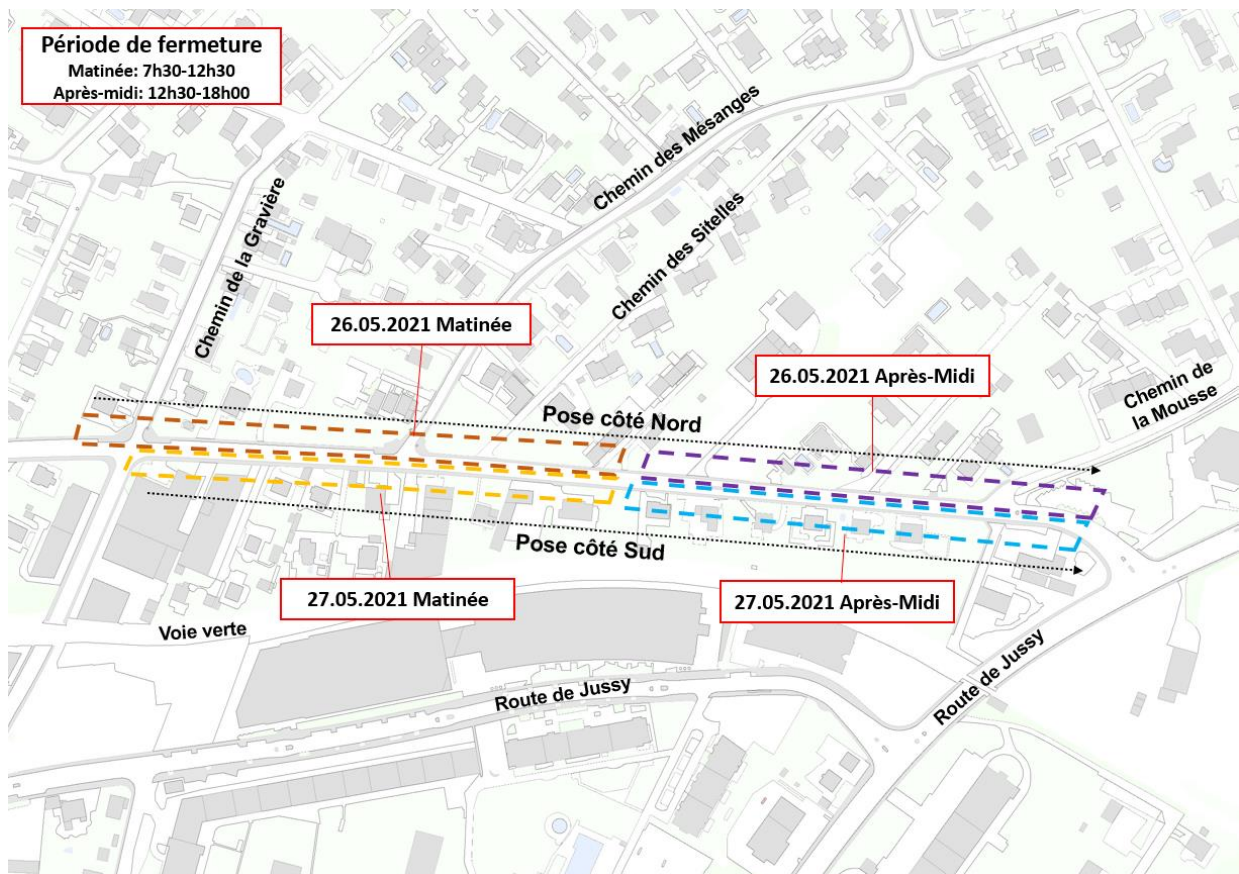 Période de fermeture
Matinée: 7h30-12h30
Après-midi: 12h30-18h00
Chemin des Mésanges
Chemin de la Gravière
Chemin des Sitelles
26.05.2021 Matinée
26.05.2021 Après-Midi
Chemin de
la Mousse
Pose côté Nord
Pose côté Sud
27.05.2021 Matinée
27.05.2021 Après-Midi
Voie verte
Route de Jussy
Route de Jussy